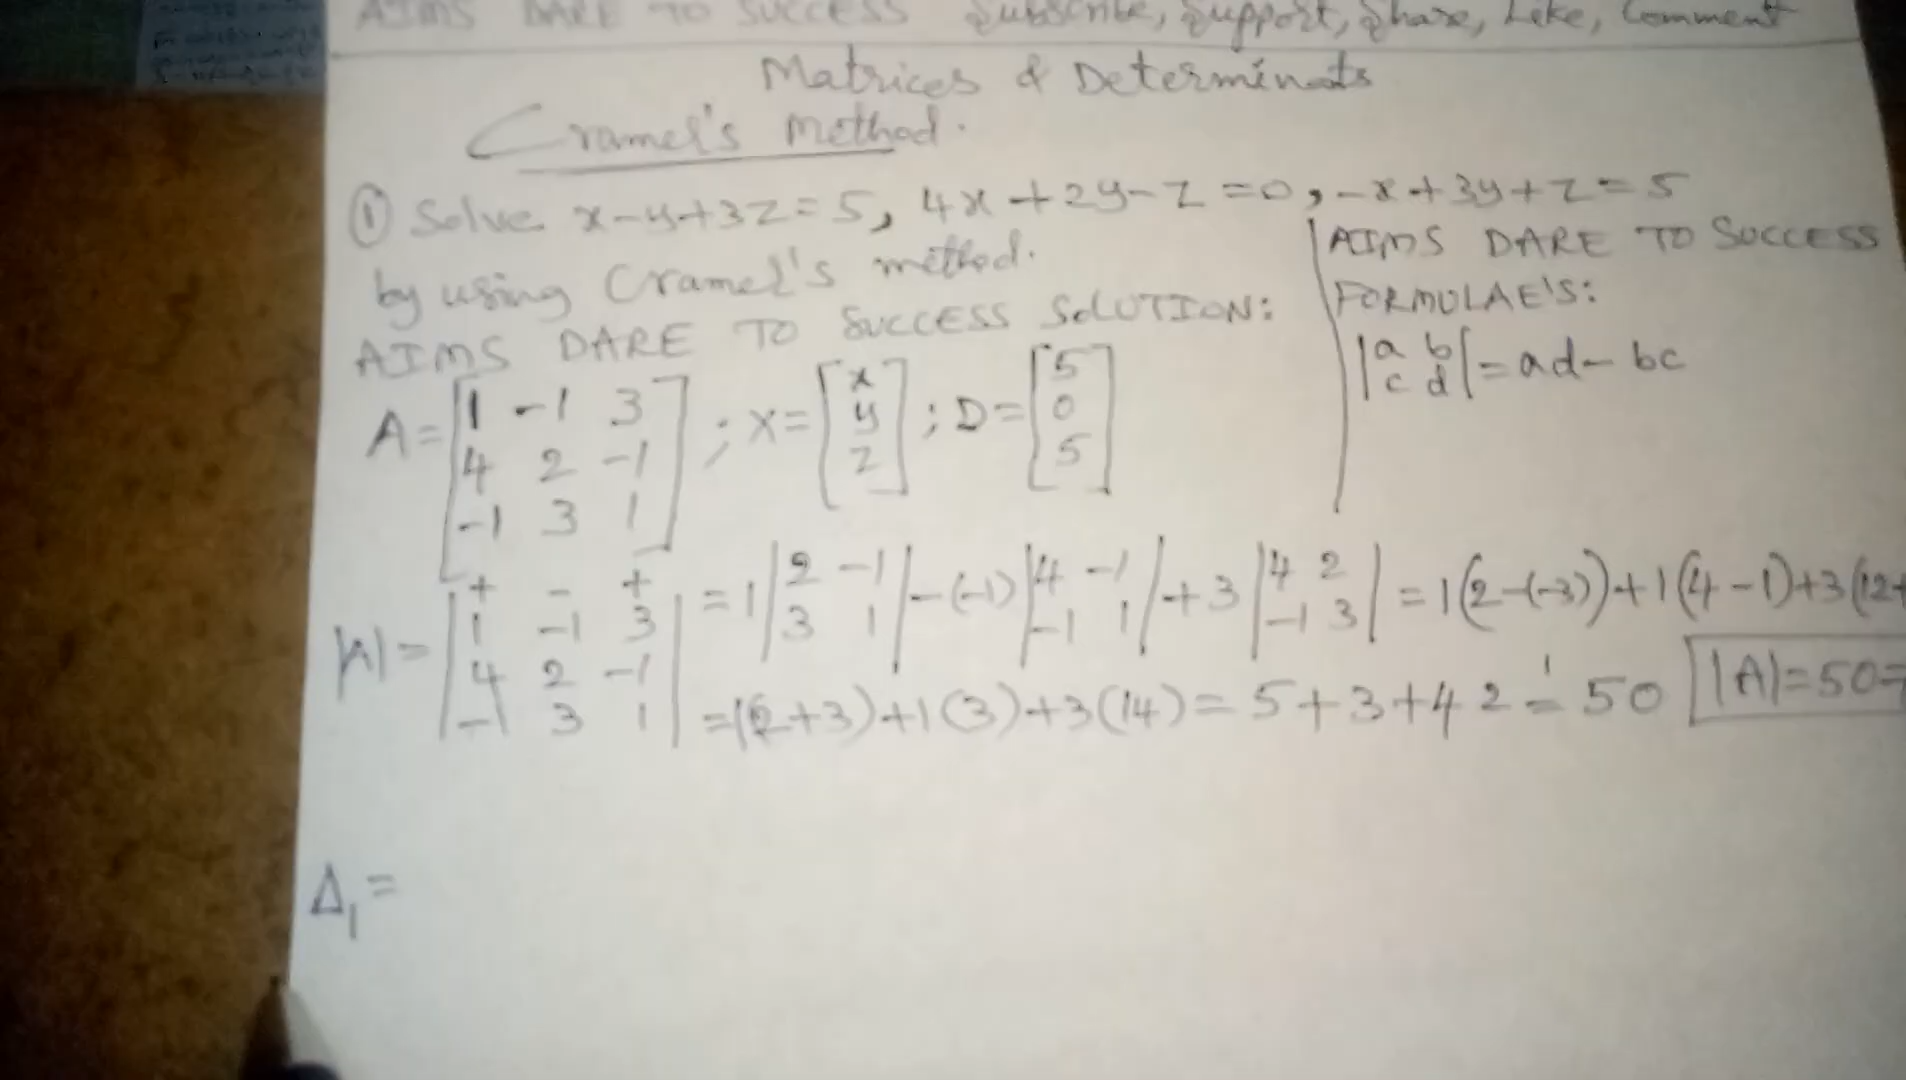 AIMS DARE TO SUCCESS Subscribe, Support, Share, Like, Comment
Matrices & Determinats
Cramer's Method.
① Solve x-y+3z=5, 4x+2y-z=0, -x+3y+z=5
by using Cramer's method.
AIMS DARE TO SUCCESS SOLUTION:
AIMS DARE TO SUCCESS
FORMULAE'S:
|a b
c d| = ad - bc
A = [1 -1 3
4 2 -1
-1 3 1] ; X = [x
y
z] ; D = [5
0
5]
+ - +
|A| = |1 -1 3
4 2 -1
-1 3 1| = 1|2 -1
3 1| -(-1)|4 -1
-1 1| + 3|4 2
-1 3| = 1(2-(-3))+1(4-1)+3(12+
= 1(2+3)+1(3)+3(14) = 5+3+42 = 50 |A|=50
Δ₁ =